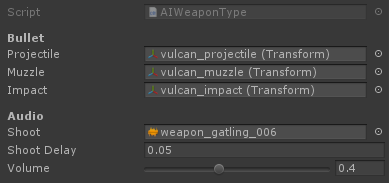 Script AIWeaponType
Bullet
Projectile vulcan_projectile (Transform)
Muzzle vulcan_muzzle (Transform)
Impact vulcan_impact (Transform)
Audio
Shoot weapon_gatling_006
Shoot Delay 0.05
Volume 0.4